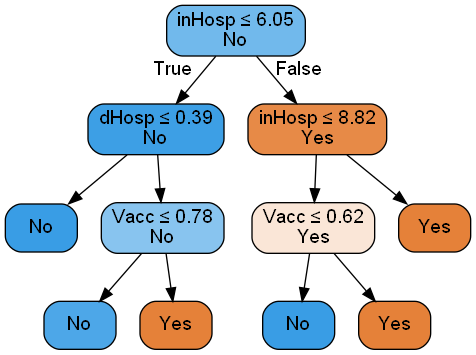 inHosp ≤ 6.05
No
True
False
dHosp ≤ 0.39
No
inHosp ≤ 8.82
Yes
No
Vacc ≤ 0.78
No
Vacc ≤ 0.62
Yes
Yes
No
Yes
No
Yes